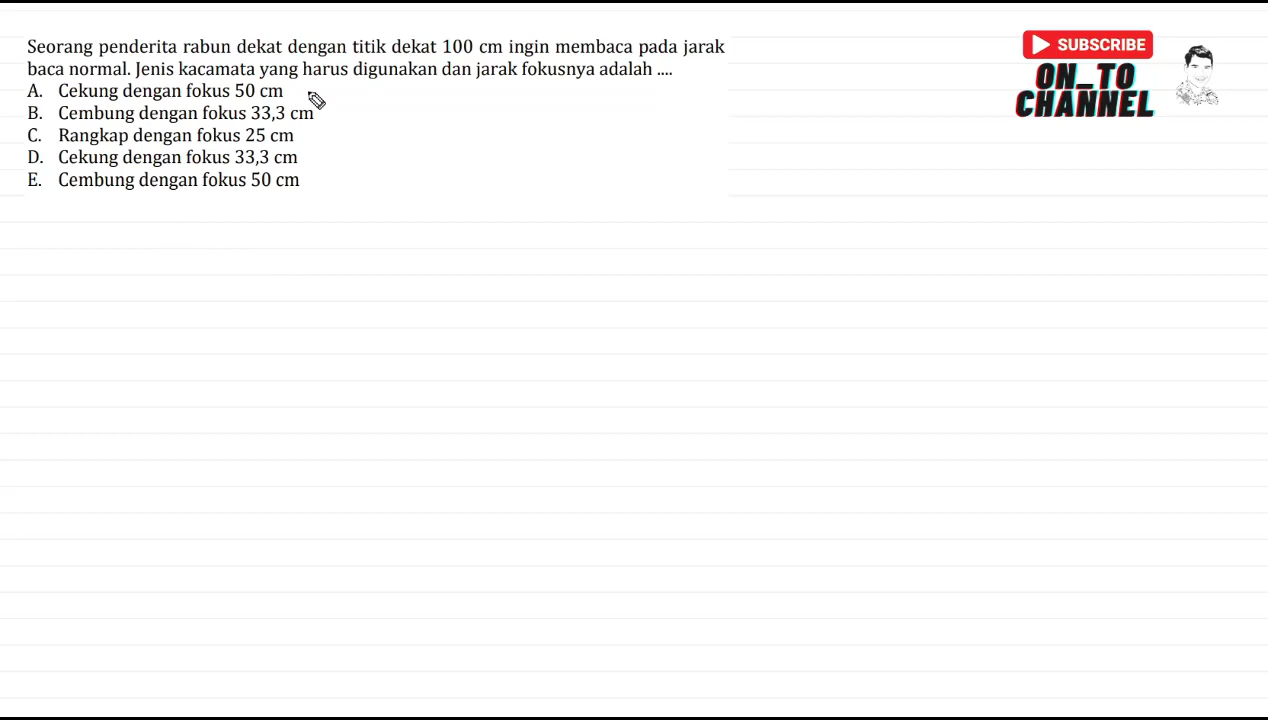 Seorang penderita rabun dekat dengan titik dekat 100 cm ingin membaca pada jarak
baca normal. Jenis kacamata yang harus digunakan dan jarak fokusnya adalah ....
A. Cekung dengan fokus 50 cm
B. Cembung dengan fokus 33,3 cm
C. Rangkap dengan fokus 25 cm
D. Cekung dengan fokus 33,3 cm
E. Cembung dengan fokus 50 cm
SUBSCRIBE
ON_TO
CHANNEL